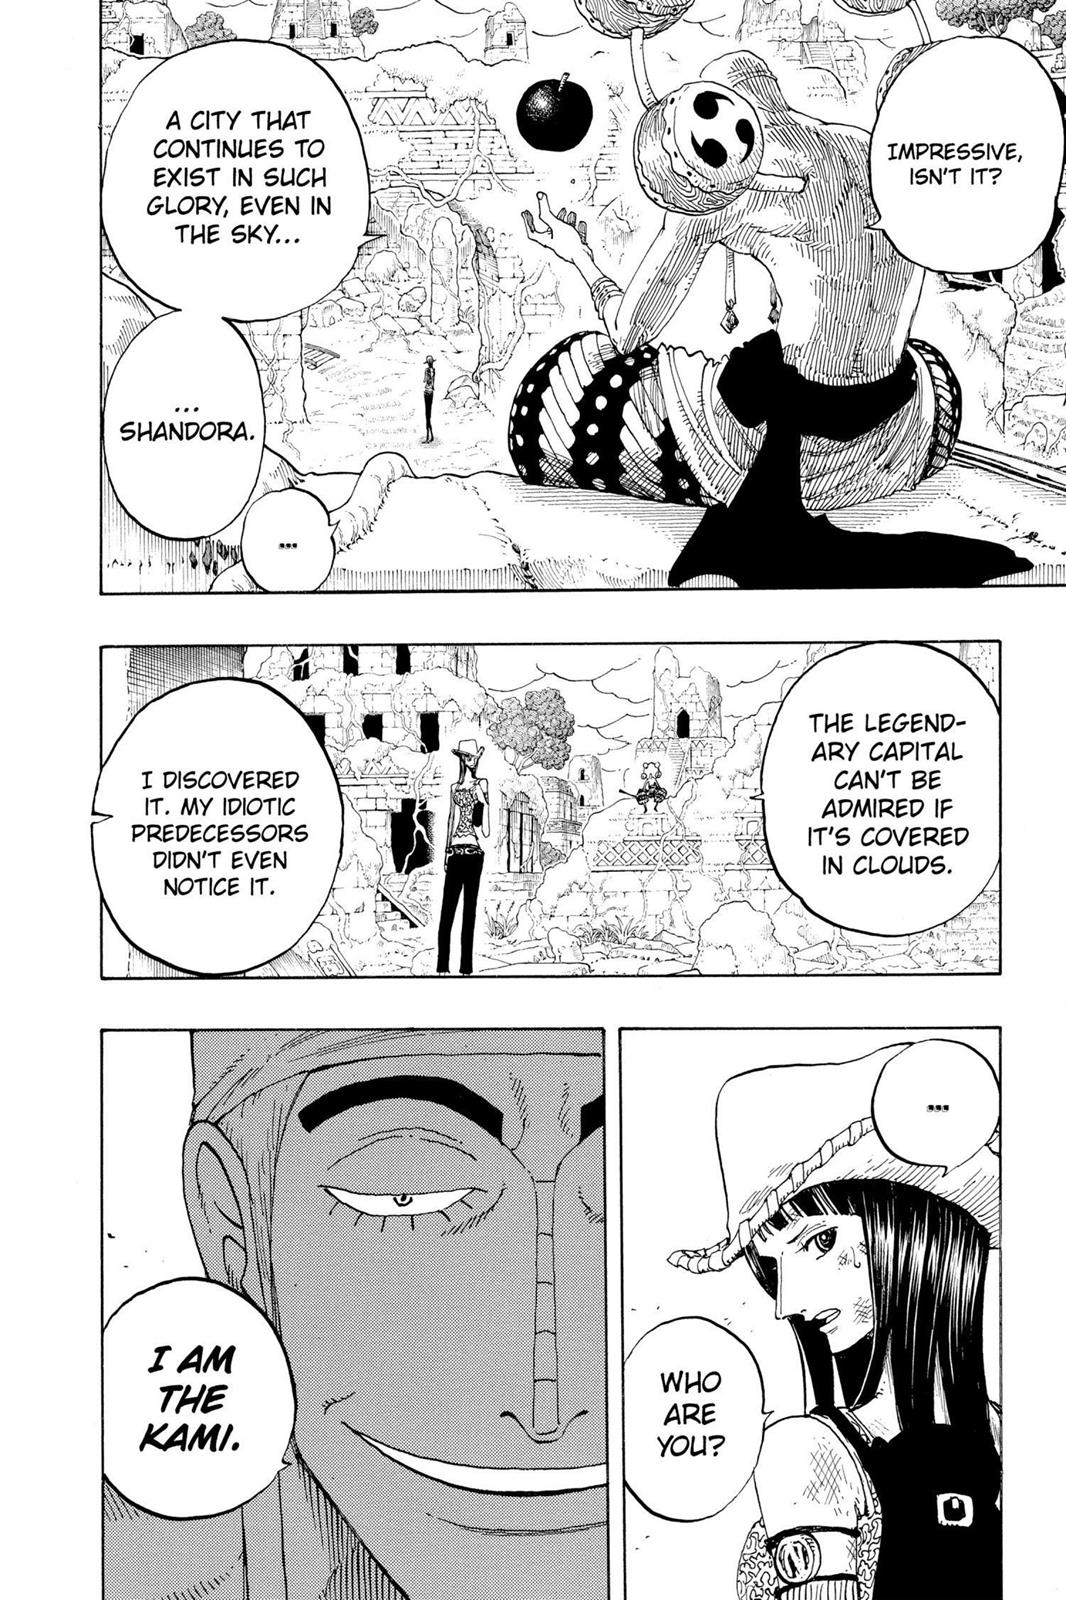 IMPRESSIVE,
ISN'T IT?
A CITY THAT
CONTINUES TO
EXIST IN SUCH
GLORY, EVEN IN
THE SKY...
...
SHANDORA.
...
THE LEGEND-
ARY CAPITAL
CAN'T BE
ADMIRED IF
IT'S COVERED
IN CLOUDS.
I DISCOVERED
IT. MY IDIOTIC
PREDECESSORS
DIDN'T EVEN
NOTICE IT.
...
WHO
ARE
YOU?
N
I AM
THE
KAMI.